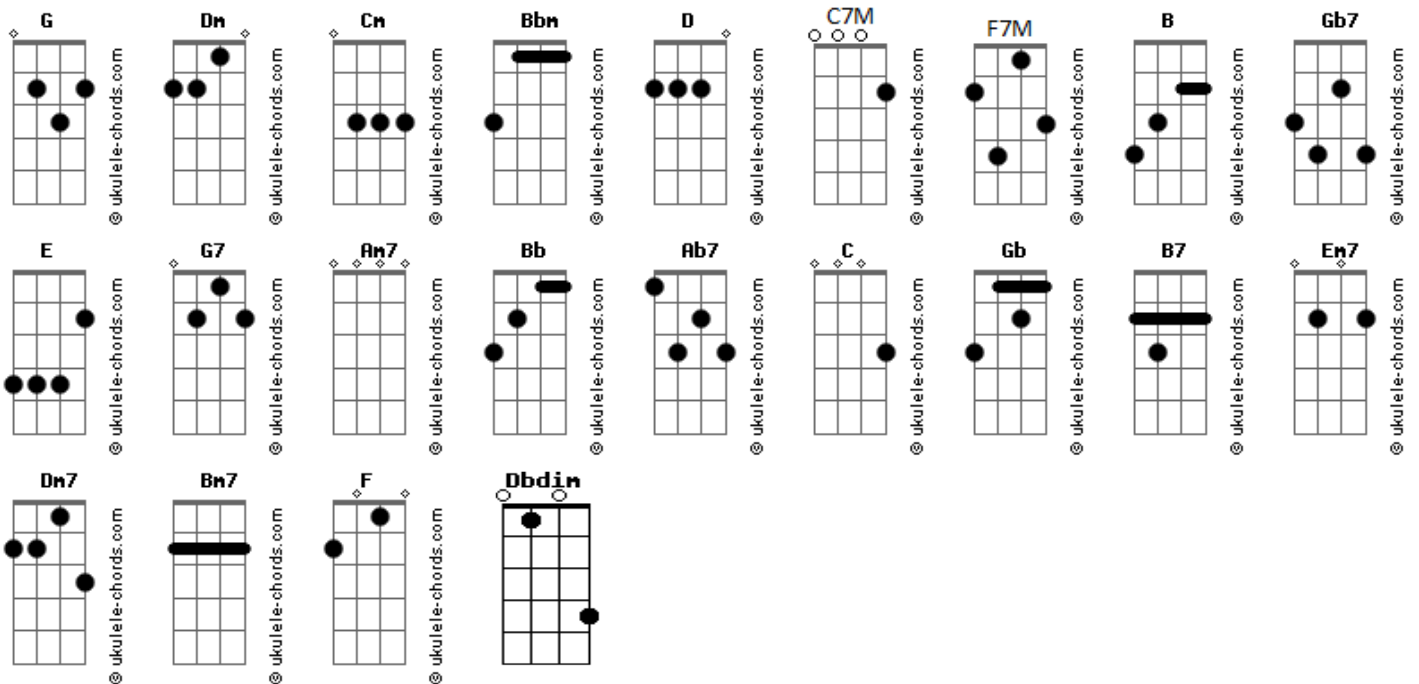 G Dm Cm Bbm D C7M F7M B Gb7
© ukulele-chords.com © ukulele-chords.com © ukulele-chords.com © ukulele-chords.com © ukulele-chords.com © ukulele-chords.com © ukulele-chords.com © ukulele-chords.com © ukulele-chords.com
E G7 Am7 Bb Ab7 C Gb B7 Em7
© ukulele-chords.com © ukulele-chords.com © ukulele-chords.com © ukulele-chords.com © ukulele-chords.com © ukulele-chords.com © ukulele-chords.com © ukulele-chords.com © ukulele-chords.com
Dm7 Bm7 F Dbdim
© ukulele-chords.com © ukulele-chords.com © ukulele-chords.com